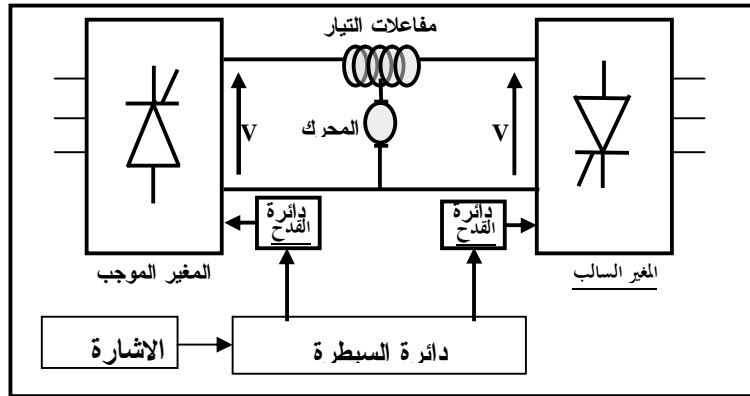 مفاعلات التيار
V
المحرك
V
دائرة
القدح
دائرة
القدح
المغير الموجب
المغير السالب
الاشارة
دائرة السيطرة